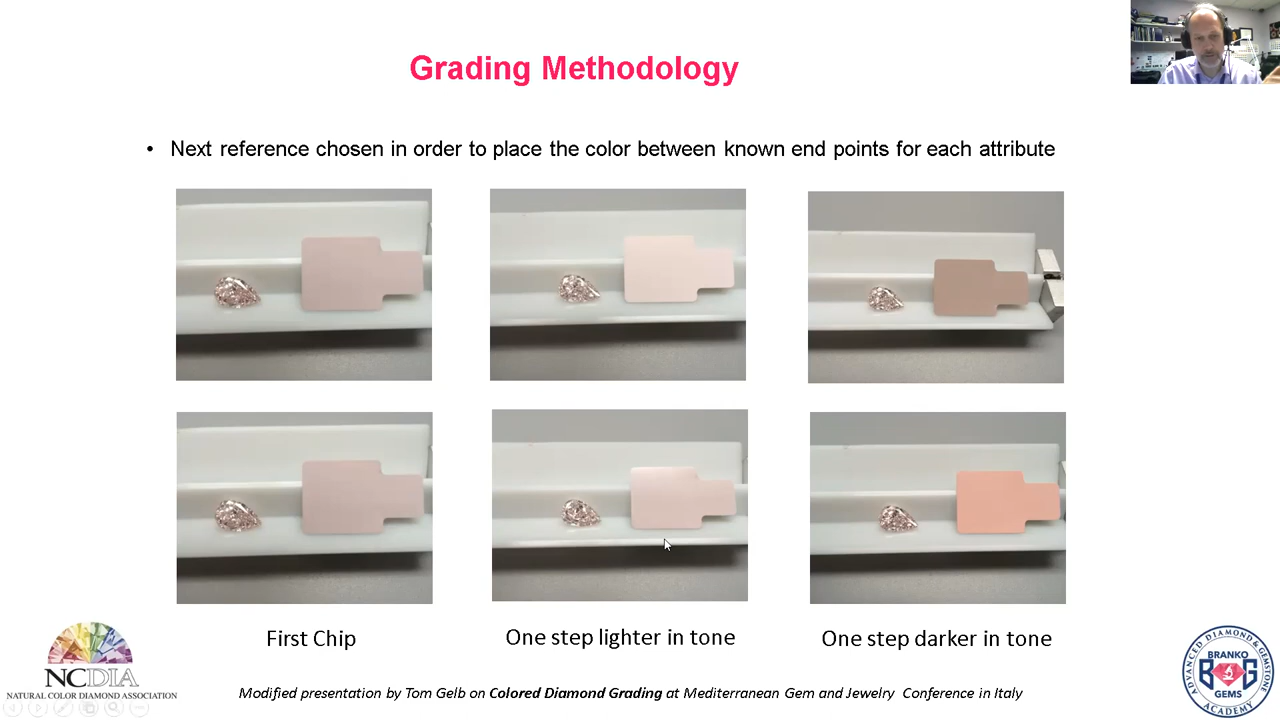 Grading Methodology
• Next reference chosen in order to place the color between known end points for each attribute
First Chip
One step lighter in tone
One step darker in tone
NCDIA
NATURAL COLOR DIAMOND ASSOCIATION
Modified presentation by Tom Gelb on Colored Diamond Grading at Mediterranean Gem and Jewelry Conference in Italy
ADVANCED DIAMOND & GEMSTONE
BRANKO
BG
GEMS
ACADEMY